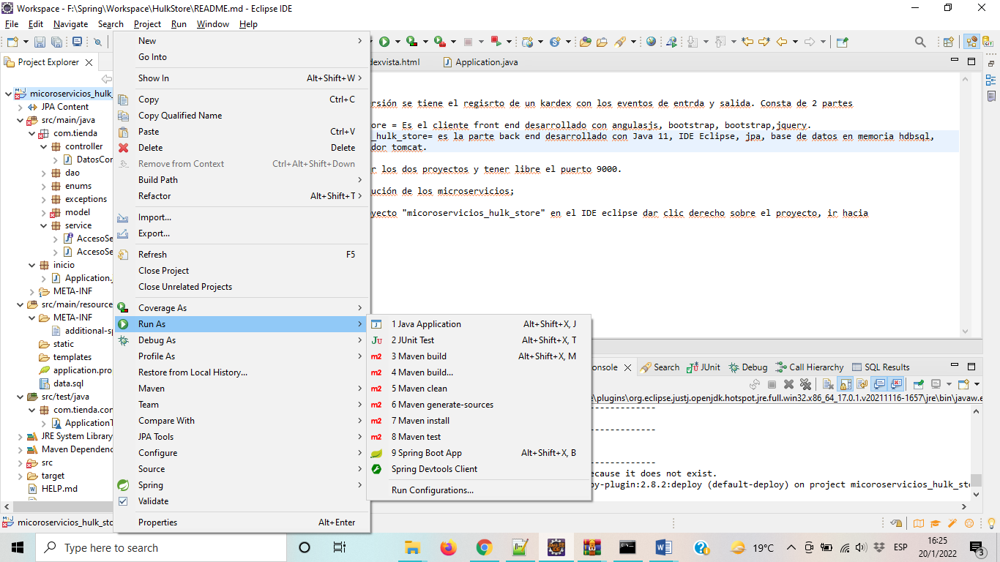 Workspace - F:\Spring\Workspace\HulkStore\README.md - Eclipse IDE
File Edit Navigate Search Project Run Window Help
Project Explorer
dexvista.html
Application.java
micoroservicios_hulk_
JPA Content
src/main/java
com.tienda
controller
DatosCor
dao
enums
exceptions
model
service
AccesoSe
AccesoSe
inicio
Application.
META-INF
src/main/resource
META-INF
additional-sp
static
templates
application.pro
data.sql
src/test/java
com.tienda.con
ApplicationT
JRE System Library
Maven Dependenc
src
target
HELP.md
New
Go Into
Show In Alt+Shift+W
Copy Ctrl+C
Copy Qualified Name
Paste Ctrl+V
Delete Delete
Remove from Context Ctrl+Alt+Shift+Down
Build Path
Refactor Alt+Shift+T
Import...
Export...
Refresh F5
Close Project
Close Unrelated Projects
Coverage As
Run As
Debug As
Profile As
Restore from Local History...
Maven
Team
Compare With
JPA Tools
Configure
Source
Spring
Validate
Properties Alt+Enter
1 Java Application Alt+Shift+X, J
2 JUnit Test Alt+Shift+X, T
3 Maven build Alt+Shift+X, M
4 Maven build...
5 Maven clean
6 Maven generate-sources
7 Maven install
8 Maven test
9 Spring Boot App Alt+Shift+X, B
Spring Devtools Client
Run Configurations...
rsión se tiene el regisrto de un kardex con los eventos de entrda y salida. Consta de 2 partes
ore = Es el cliente front end desarrollado con angulasjs, bootstrap, bootstrap,jquery.
_hulk_store= es la parte back end desarrollado con Java 11, IDE Eclipse, jpa, base de datos en memoria hdbsql,
dor tomcat.
r los dos proyectos y tener libre el puerto 9000.
ución de los microservicios;
yecto "micoroservicios_hulk_store" en el IDE eclipse dar clic derecho sobre el proyecto, ir hacia
onsole Search JUnit Debug Call Hierarchy SQL Results
\plugins\org.eclipse.justj.openjdk.hotspot.jre.full.win32.x86_64_17.0.1.v20211116-1657\jre\bin\javaw.e
--------------
--------------
--------------
ecause it does not exist.
oy-plugin:2.8.2:deploy (default-deploy) on project micoroservicios_hulk_sto
micoroservicios_hulk_sto
Type here to search
19°C
ESP
16:25
20/1/2022
3